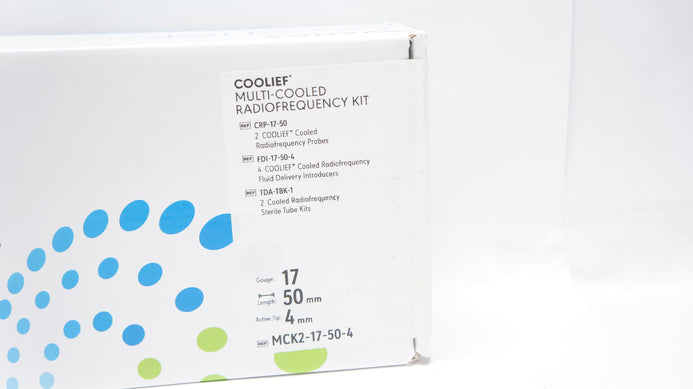 COOLIEF*
MULTI-COOLED
RADIOFREQUENCY KIT
REF CRP-17-50
2 COOLIEF* Cooled
Radiofrequency Probes
REF FDI-17-50-4
4 COOLIEF* Cooled Radiofrequency
Fluid Delivery Introducers
REF TDA-TBK-1
2 Cooled Radiofrequency
Sterile Tube Kits
Gauge: 17
Length: 50 mm
Active Tip: 4 mm
REF MCK2-17-50-4